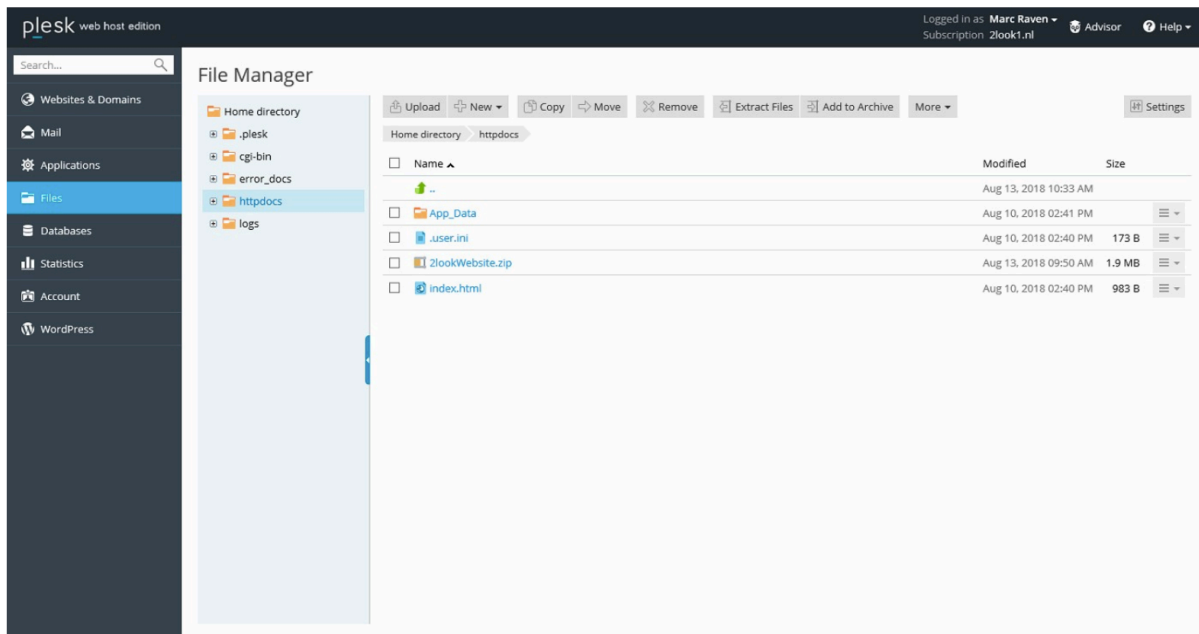 plesk web host edition
Logged in as Marc Raven
Subscription 2look1.nl
Advisor
Help
Search...
Websites & Domains
Mail
Applications
Files
Databases
Statistics
Account
WordPress
File Manager
Home directory
.plesk
cgi-bin
error_docs
httpdocs
logs
Upload New Copy Move Remove Extract Files Add to Archive More Settings
Home directory httpdocs
Name Modified Size
.. Aug 13, 2018 10:33 AM
App_Data Aug 10, 2018 02:41 PM
.user.ini Aug 10, 2018 02:40 PM 173 B
2lookWebsite.zip Aug 13, 2018 09:50 AM 1.9 MB
index.html Aug 10, 2018 02:40 PM 983 B